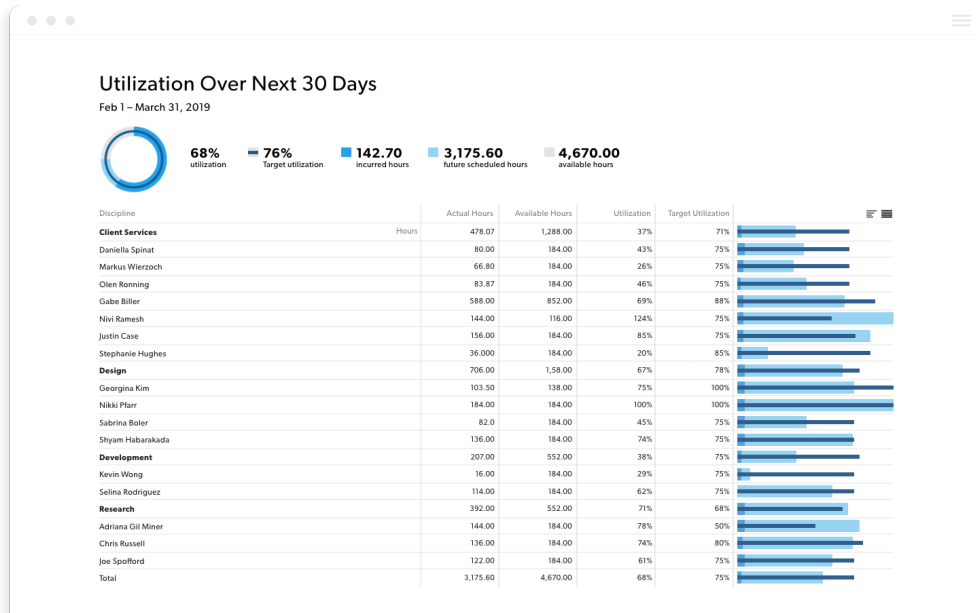 Utilization Over Next 30 Days
Feb 1 – March 31, 2019
68% 76% 142.70 3,175.60 4,670.00
utilization Target utilization incurred hours future scheduled hours available hours
Discipline Actual Hours Available Hours Utilization Target Utilization
Client Services Hours 478.07 1,288.00 37% 71%
Daniella Spinat 80.00 184.00 43% 75%
Markus Wierzoch 66.80 184.00 26% 75%
Olen Ronning 83.87 184.00 46% 75%
Gabe Biller 588.00 852.00 69% 88%
Nivi Ramesh 144.00 116.00 124% 75%
Justin Case 156.00 184.00 85% 75%
Stephanie Hughes 36.000 184.00 20% 85%
Design 706.00 1,58.00 67% 78%
Georgina Kim 103.50 138.00 75% 100%
Nikki Pfarr 184.00 184.00 100% 100%
Sabrina Boler 82.0 184.00 45% 75%
Shyam Habarakada 136.00 184.00 74% 75%
Development 207.00 552.00 38% 75%
Kevin Wong 16.00 184.00 29% 75%
Selina Rodriguez 114.00 184.00 62% 75%
Research 392.00 552.00 71% 68%
Adriana Gil Miner 144.00 184.00 78% 50%
Chris Russell 136.00 184.00 74% 80%
Joe Spofford 122.00 184.00 61% 75%
Total 3,175.60 4,670.00 68% 75%